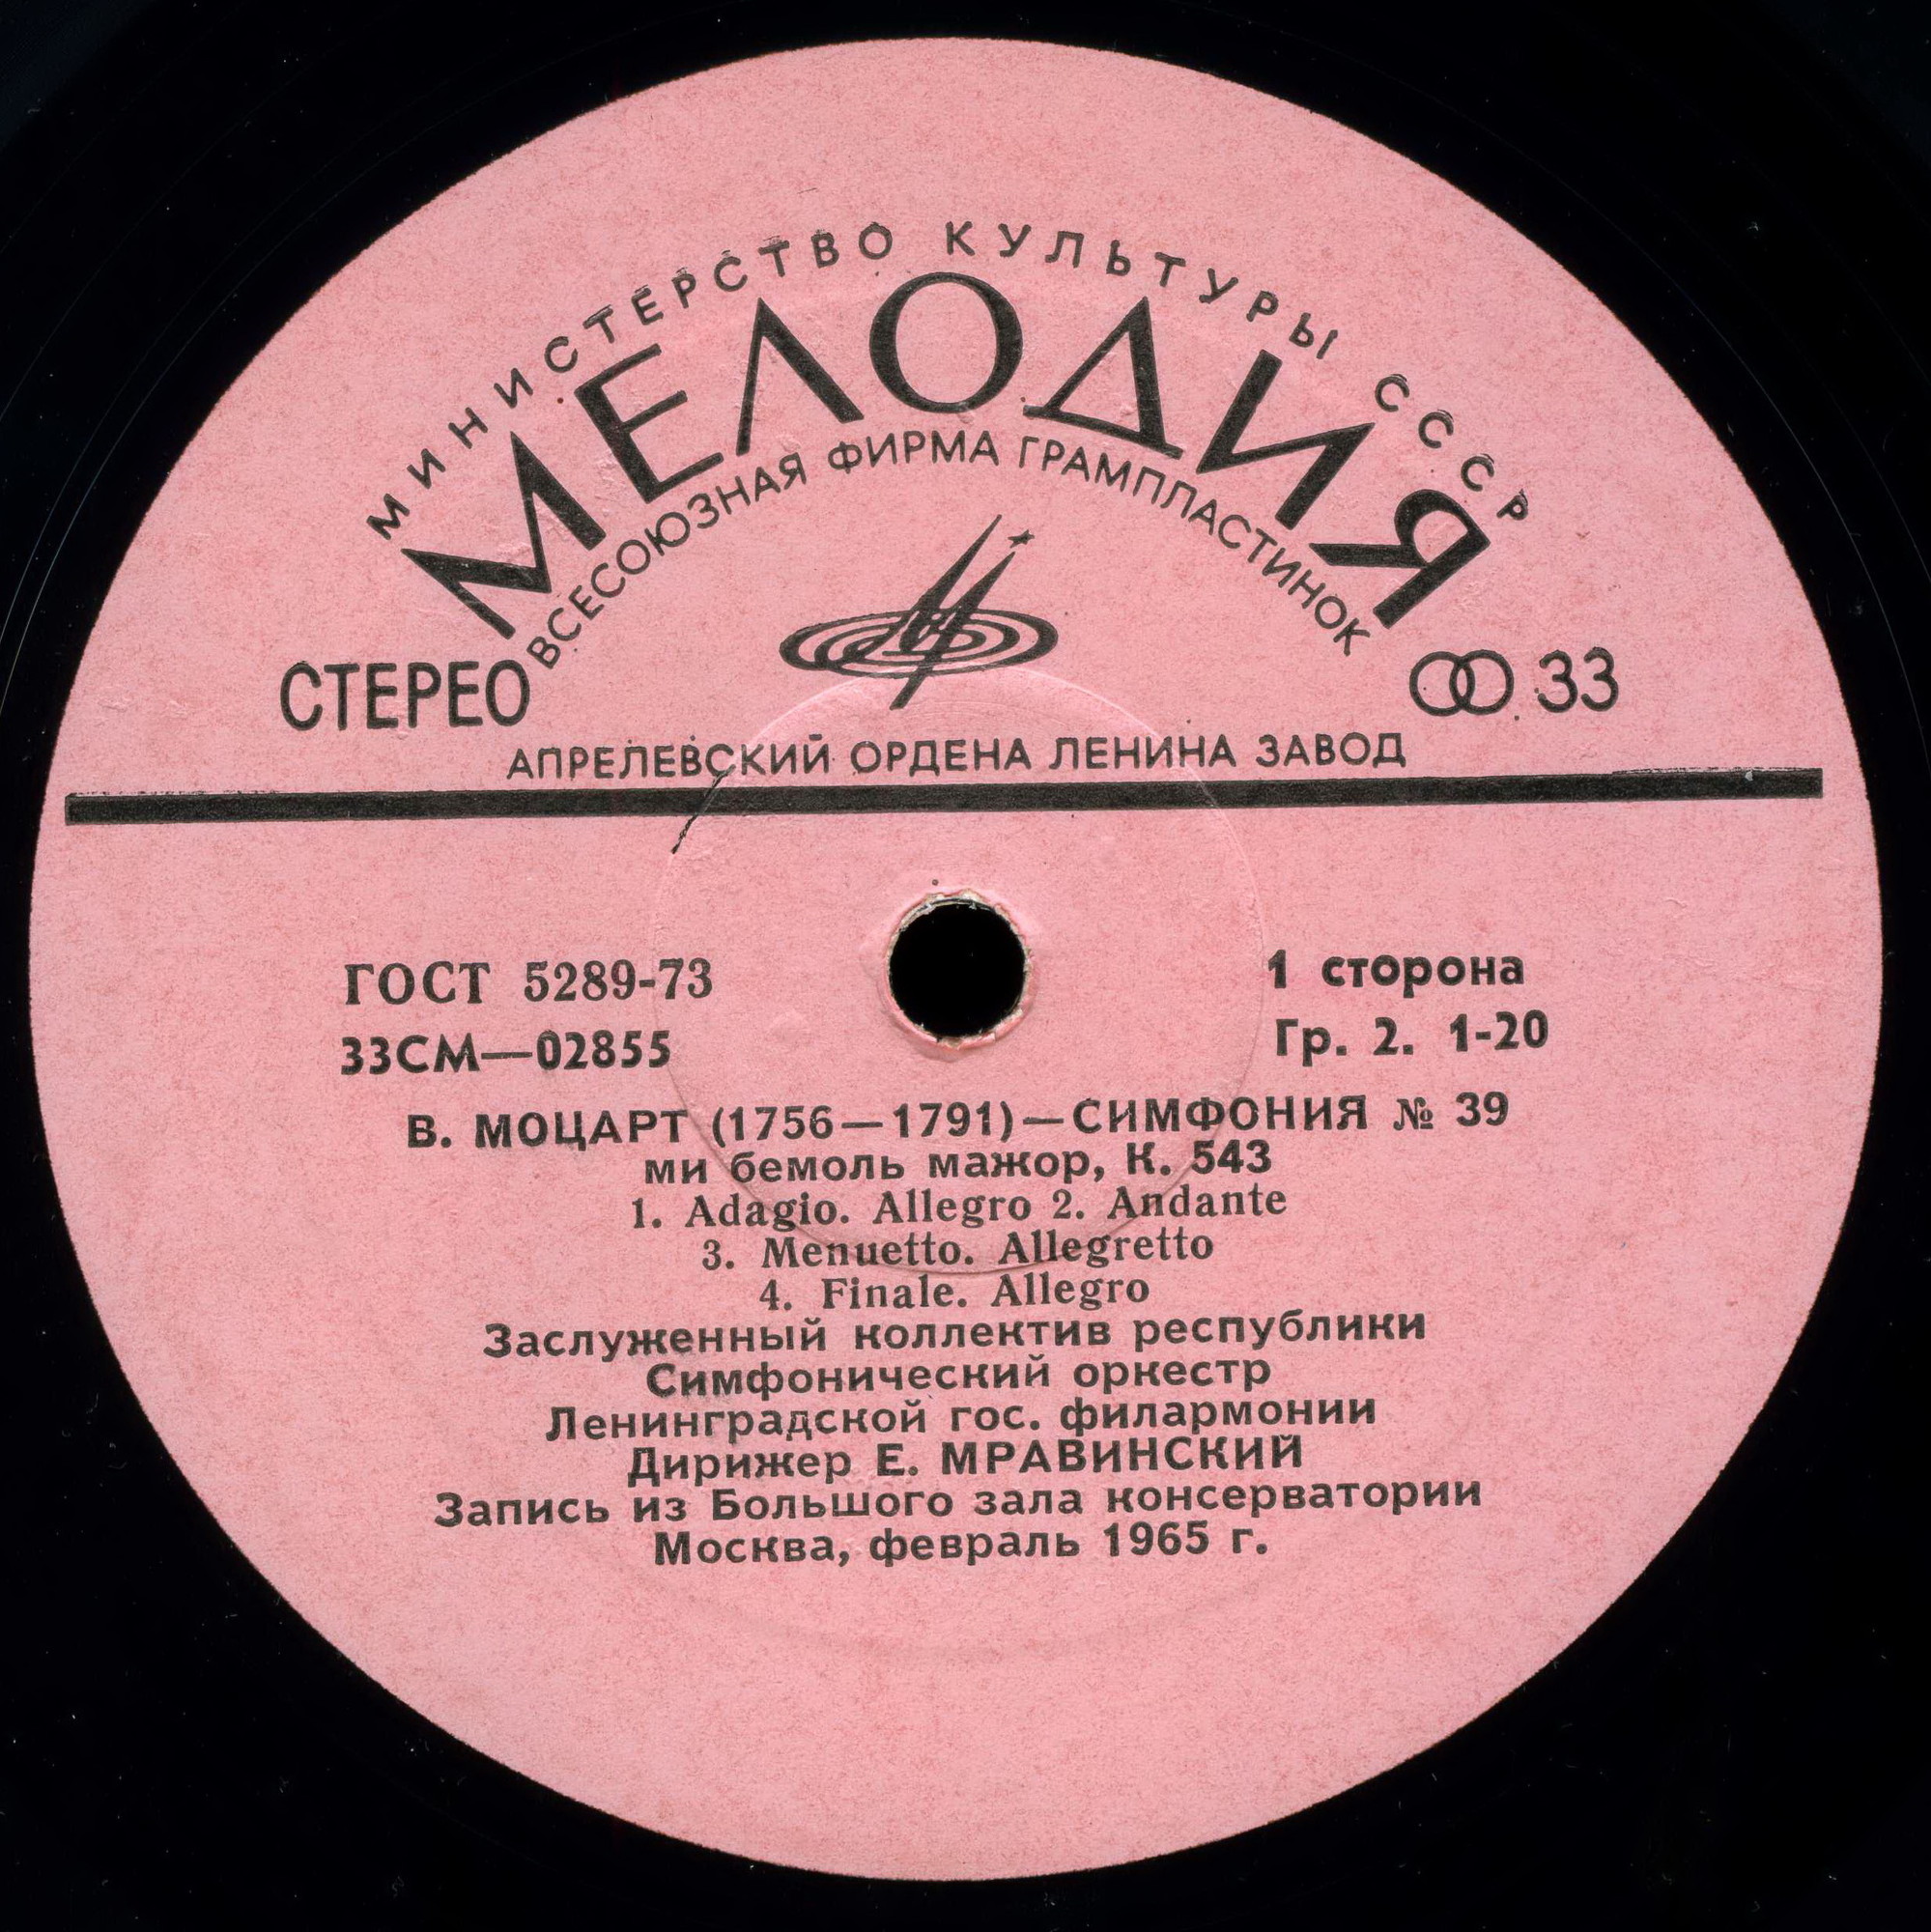 МИНИСТЕРСТВО КУЛЬТУРЫ СССР
МЕЛОДИЯ
ВСЕСОЮЗНАЯ ФИРМА ГРАМПЛАСТИНОК
СТЕРЕО
33
АПРЕЛЕВСКИЙ ОРДЕНА ЛЕНИНА ЗАВОД
ГОСТ 5289-73
33СМ—02855
1 сторона
Гр. 2. 1-20
В. МОЦАРТ (1756—1791)—СИМФОНИЯ № 39
ми бемоль мажор, К. 543
1. Adagio. Allegro 2. Andante
3. Menuetto. Allegretto
4. Finale. Allegro
Заслуженный коллектив республики
Симфонический оркестр
Ленинградской гос. филармонии
Дирижер Е. МРАВИНСКИЙ
Запись из Большого зала консерватории
Москва, февраль 1965 г.